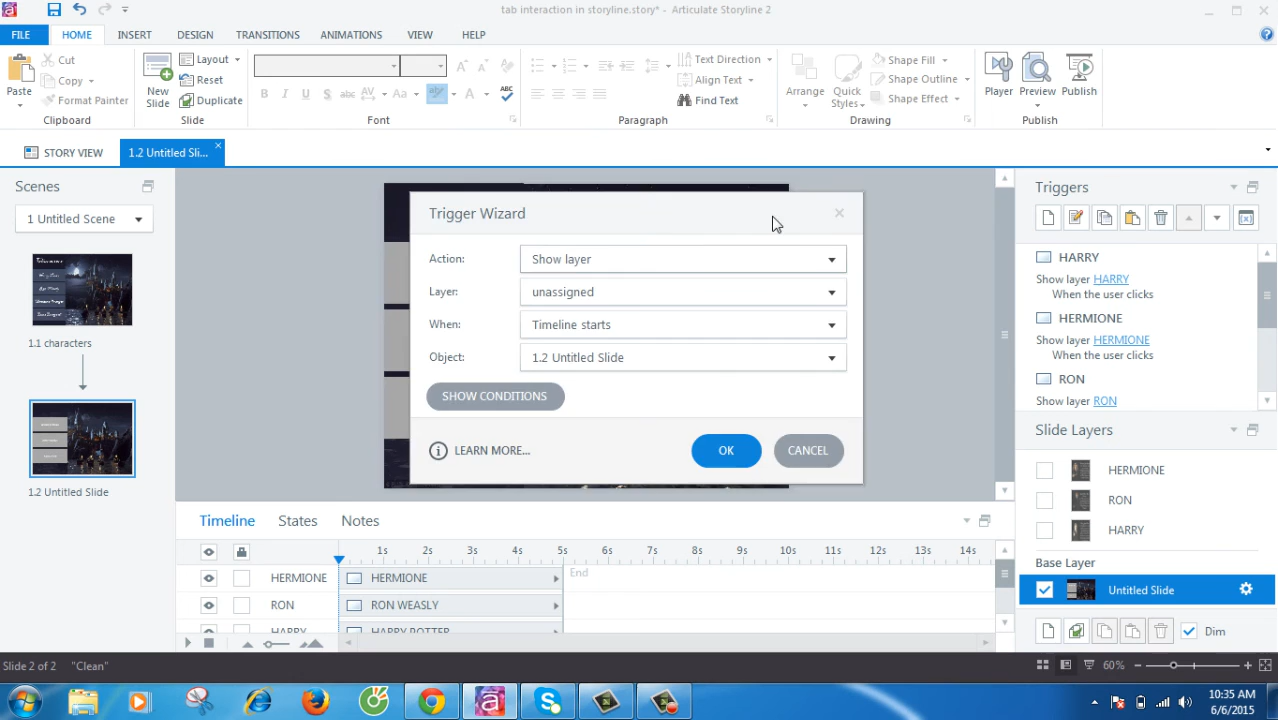 tab interaction in storyline.story* - Articulate Storyline 2
FILE HOME INSERT DESIGN TRANSITIONS ANIMATIONS VIEW HELP
Paste
Cut
Copy
Format Painter
Clipboard
New
Slide
Layout
Reset
Duplicate
Slide
Font
Text Direction
Align Text
Find Text
Paragraph
Arrange
Quick
Styles
Shape Fill
Shape Outline
Shape Effect
Drawing
Player
Preview
Publish
Publish
STORY VIEW
1.2 Untitled Sli...
Scenes
1 Untitled Scene
1.1 characters
1.2 Untitled Slide
Trigger Wizard
Action: Show layer
Layer: unassigned
When: Timeline starts
Object: 1.2 Untitled Slide
SHOW CONDITIONS
LEARN MORE...
OK
CANCEL
Triggers
HARRY
Show layer HARRY
When the user clicks
HERMIONE
Show layer HERMIONE
When the user clicks
RON
Show layer RON
Slide Layers
HERMIONE
RON
HARRY
Base Layer
Untitled Slide
Dim
Timeline States Notes
1s 2s 3s 4s 5s 6s 7s 8s 9s 10s 11s 12s 13s 14s
End
HERMIONE HERMIONE
RON RON WEASLY
HARRY HARRY POTTER
Slide 2 of 2 "Clean"
60%
10:35 AM
6/6/2015